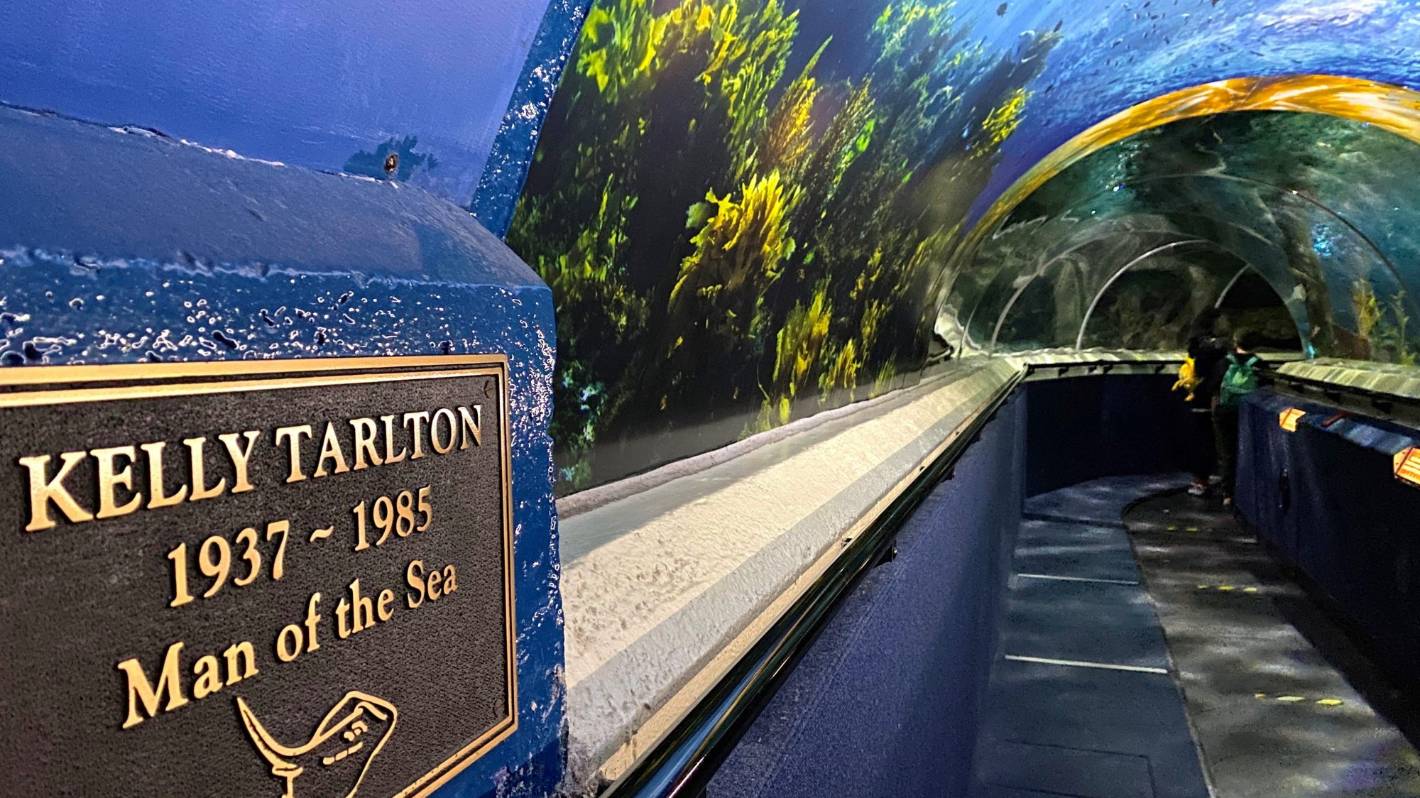 KELLY TARLTON
1937 ~ 1985
Man of the Sea